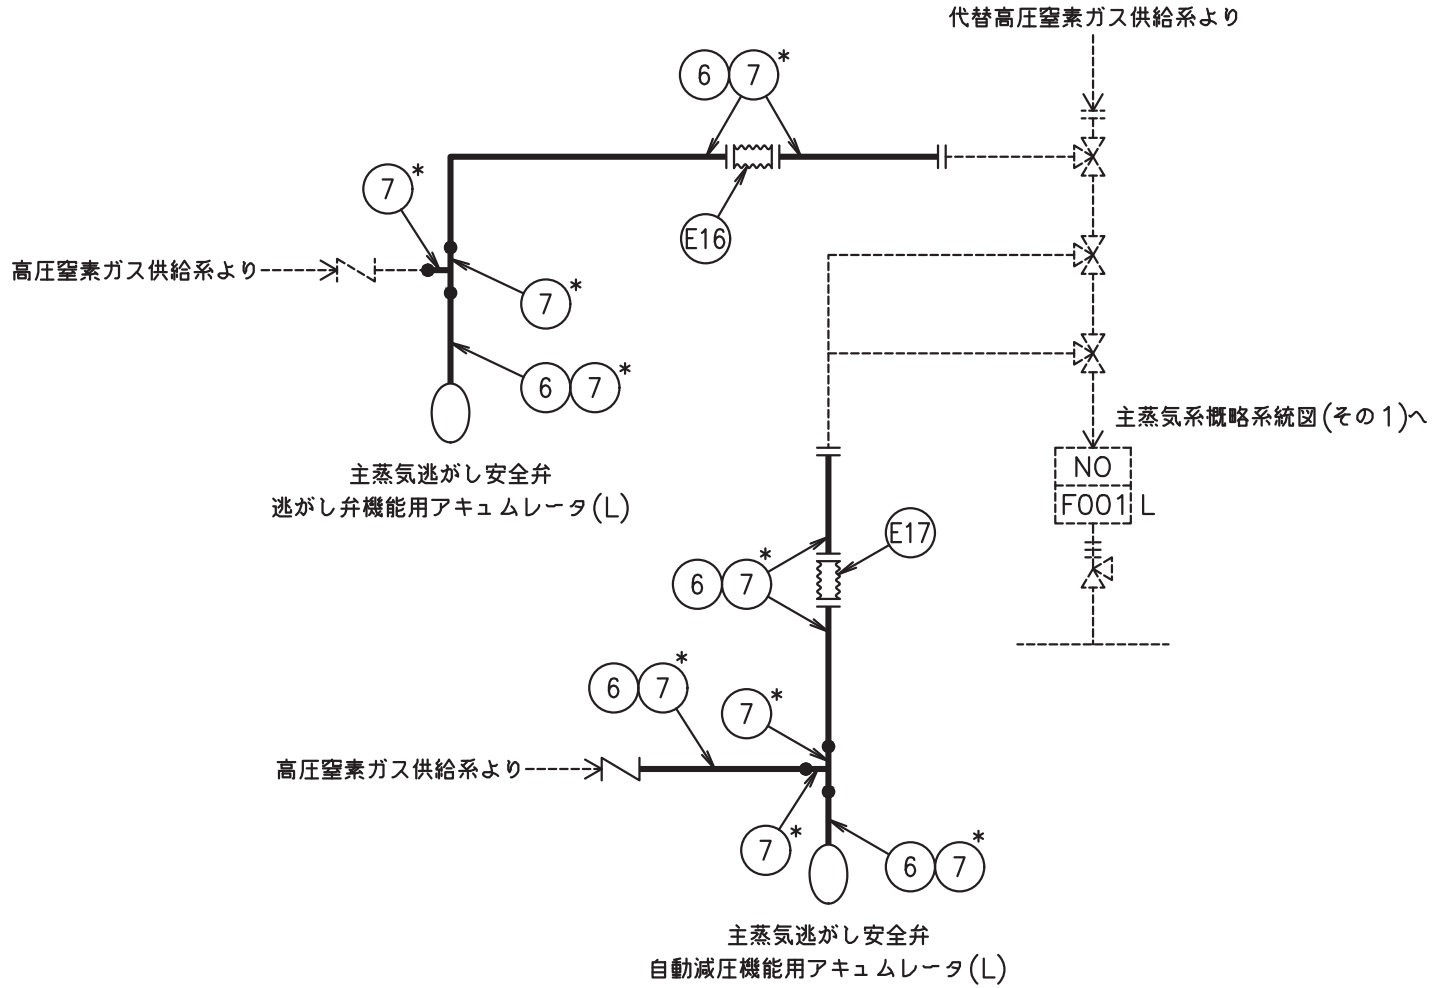 代替高圧窒素ガス供給系より
6 7*
7*
E16
高圧窒素ガス供給系より
7*
6 7*
主蒸気系概略系統図(その1)へ
NO
F001 L
主蒸気逃がし安全弁
逃がし弁機能用アキュムレータ(L)
E17
6 7*
6 7*
7*
高圧窒素ガス供給系より
7*
6 7*
主蒸気逃がし安全弁
自動減圧機能用アキュムレータ(L)